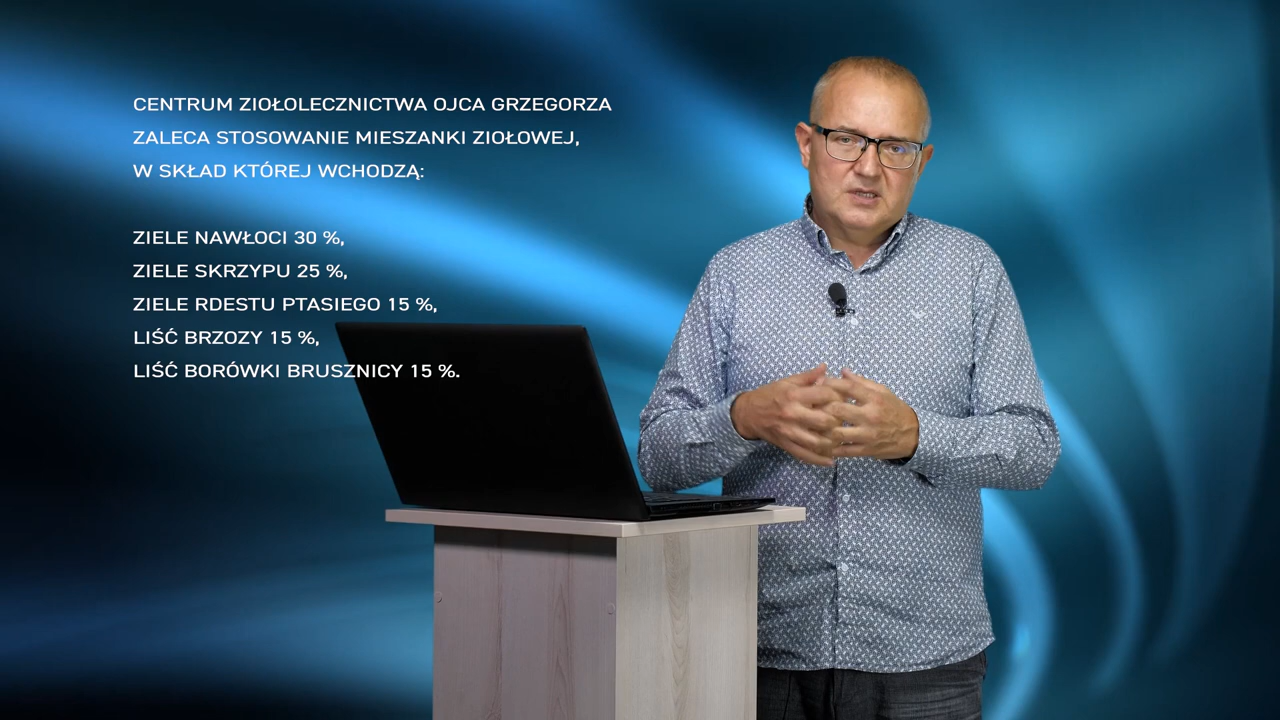 CENTRUM ZIOŁOLECZNICTWA OJCA GRZEGORZA
ZALECA STOSOWANIE MIESZANKI ZIOŁOWEJ,
W SKŁAD KTÓREJ WCHODZĄ:
ZIELE NAWŁOCI 30 %,
ZIELE SKRZYPU 25 %,
ZIELE RDESTU PTASIEGO 15 %,
LIŚĆ BRZOZY 15 %,
LIŚĆ BORÓWKI BRUSZNICY 15 %.